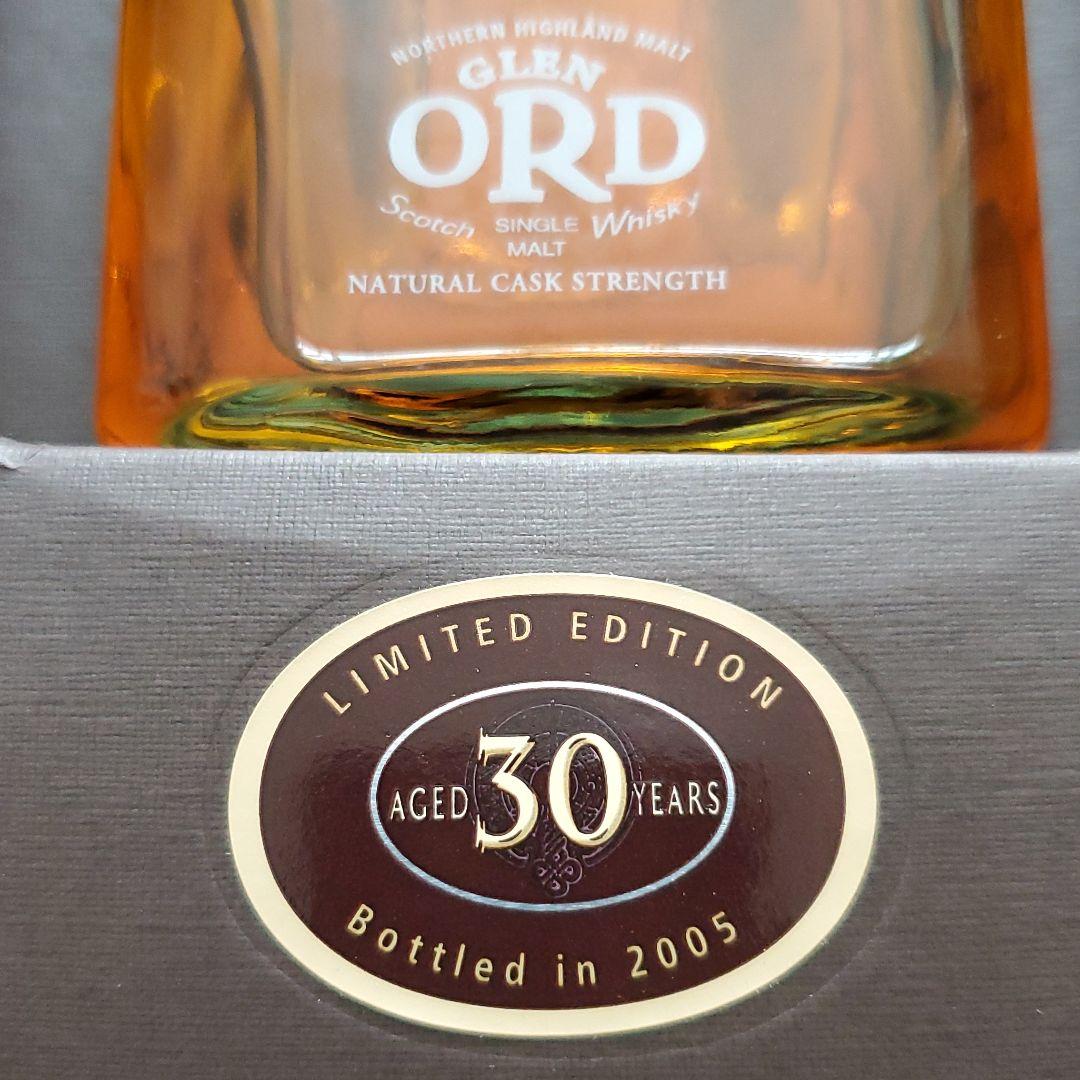 NORTHERN HIGHLAND MALT
GLEN
ORD
Scotch SINGLE Whisky
MALT
NATURAL CASK STRENGTH
LIMITED EDITION
AGED 30 YEARS
Bottled in 2005